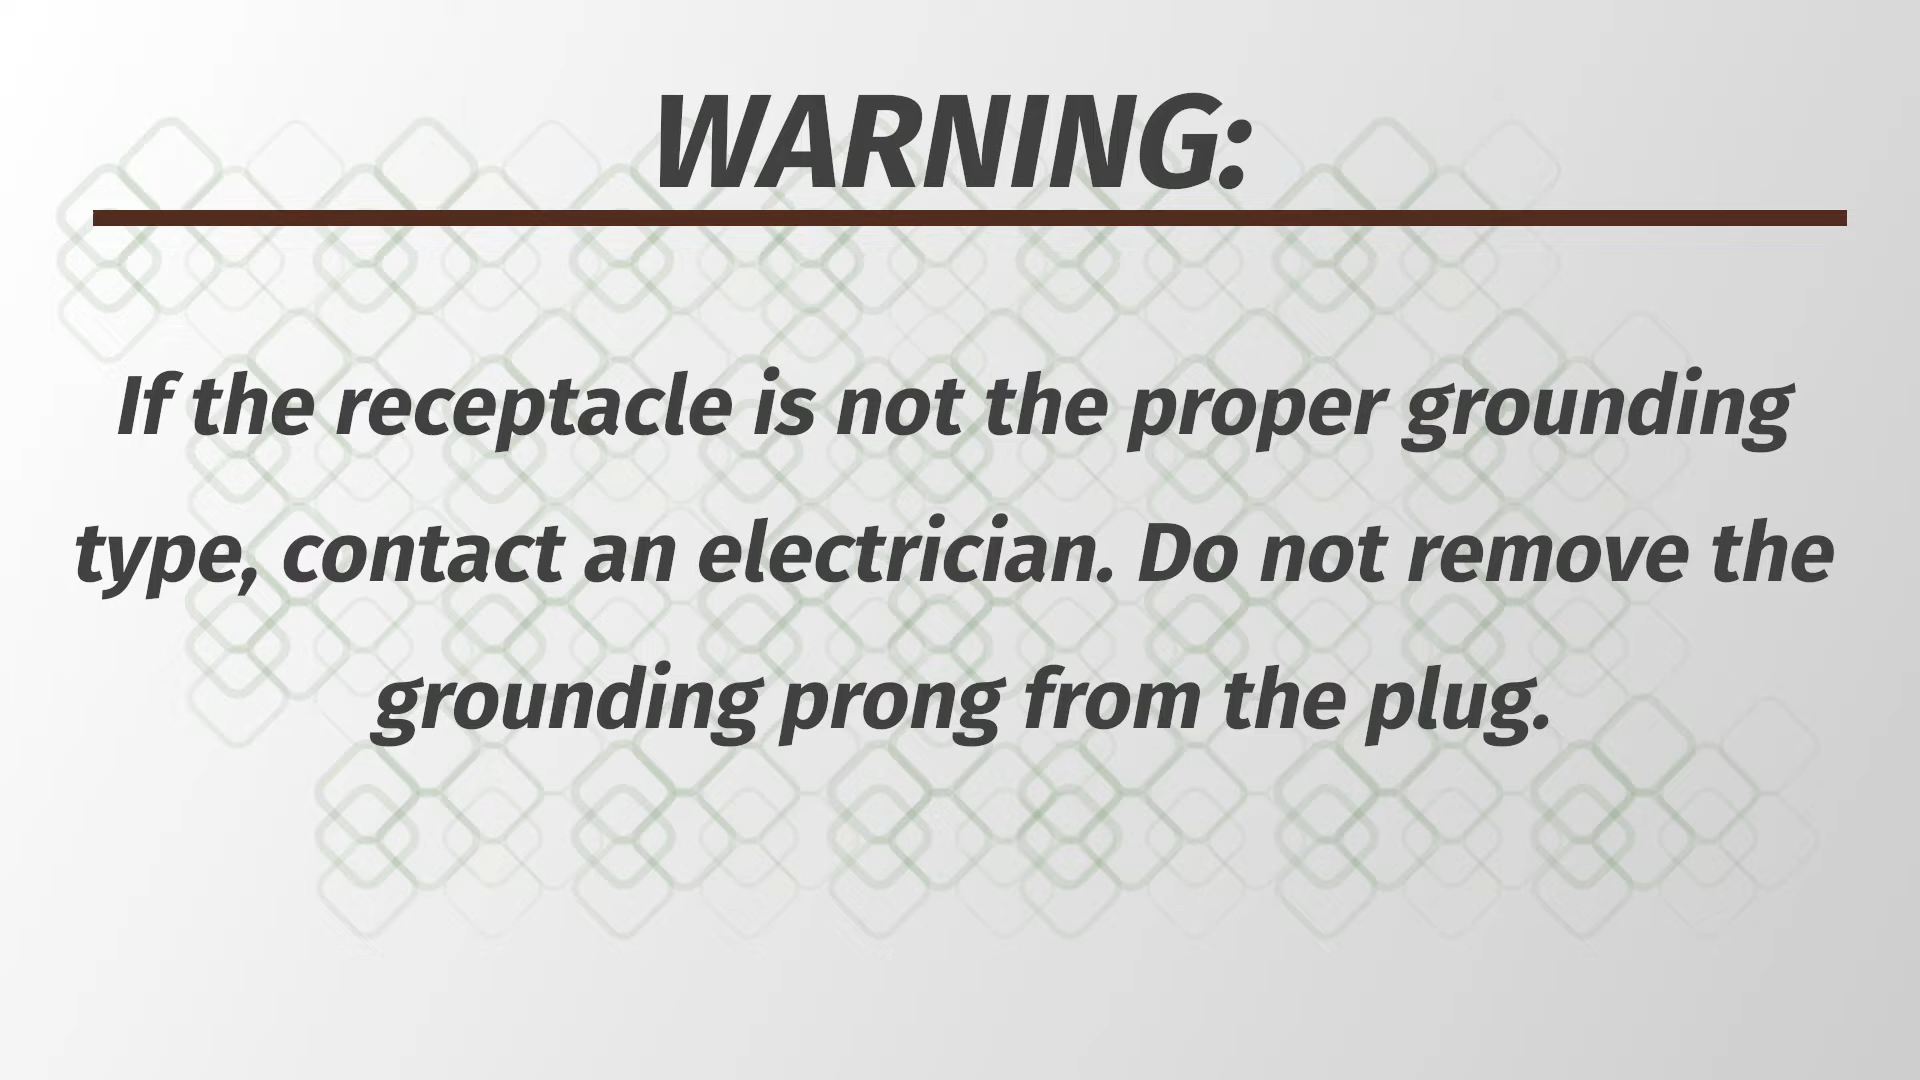 WARNING:
If the receptacle is not the proper grounding
type, contact an electrician. Do not remove the
grounding prong from the plug.